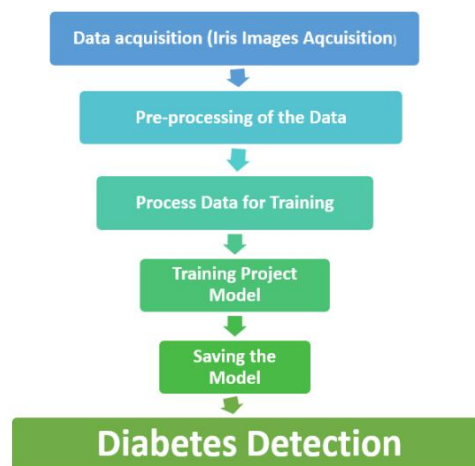 Data acquisition (Iris Images Aqcuisition)
Pre-processing of the Data
Process Data for Training
Training Project
Model
Saving the
Model
Diabetes Detection